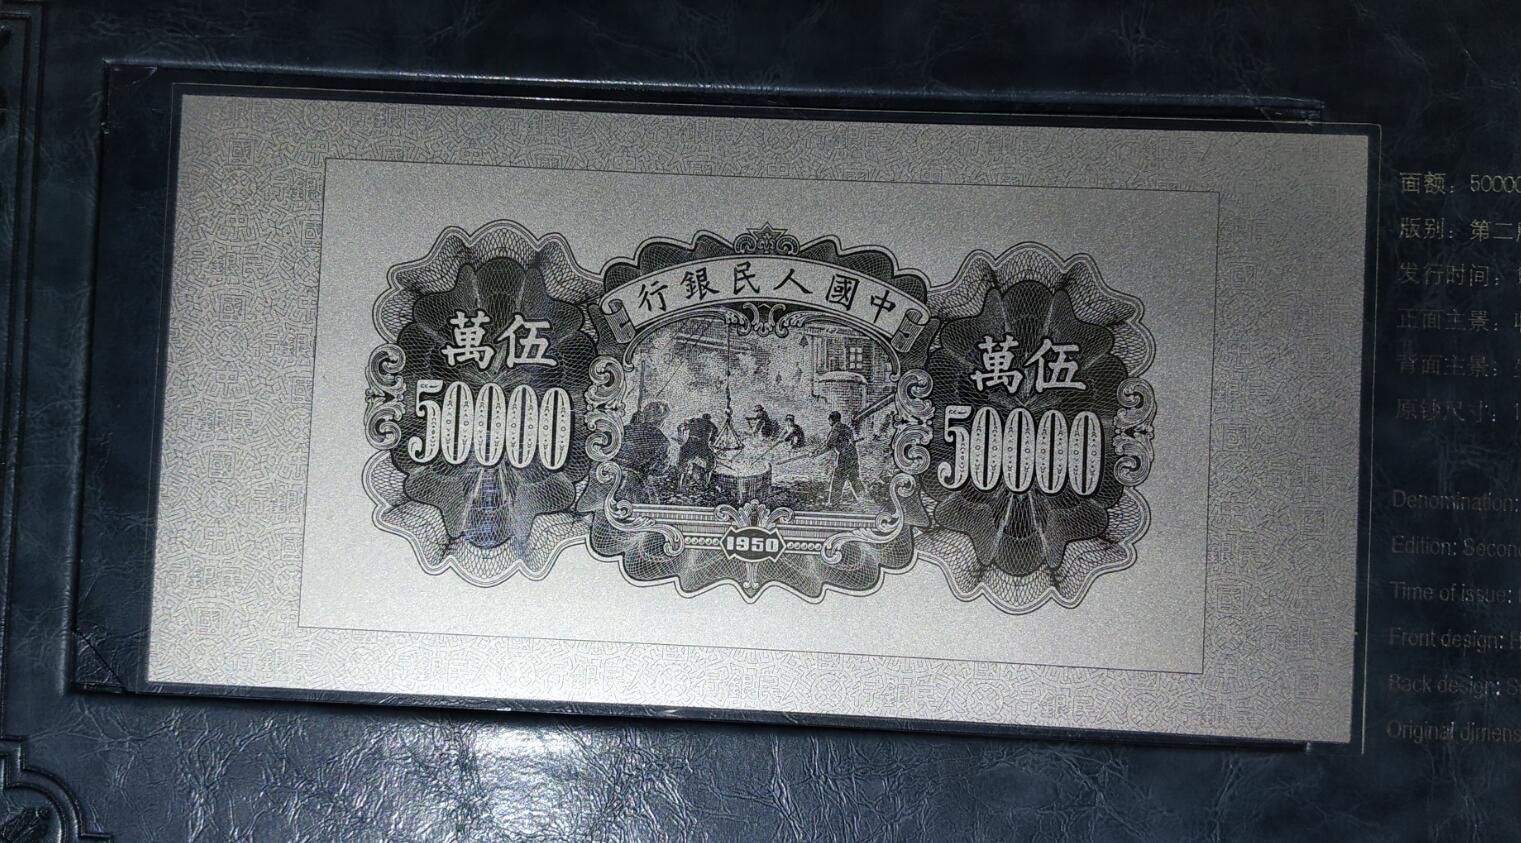 行銀民人國中
萬伍
50000
萬伍
50000
1950
面额：5000
版别：第二
发行时间：
正面主景：
背面主景：
原钞尺寸：1
Denomination:
Edition: Secon
Time of issue:
Front design:
Back design: S
Original dimens